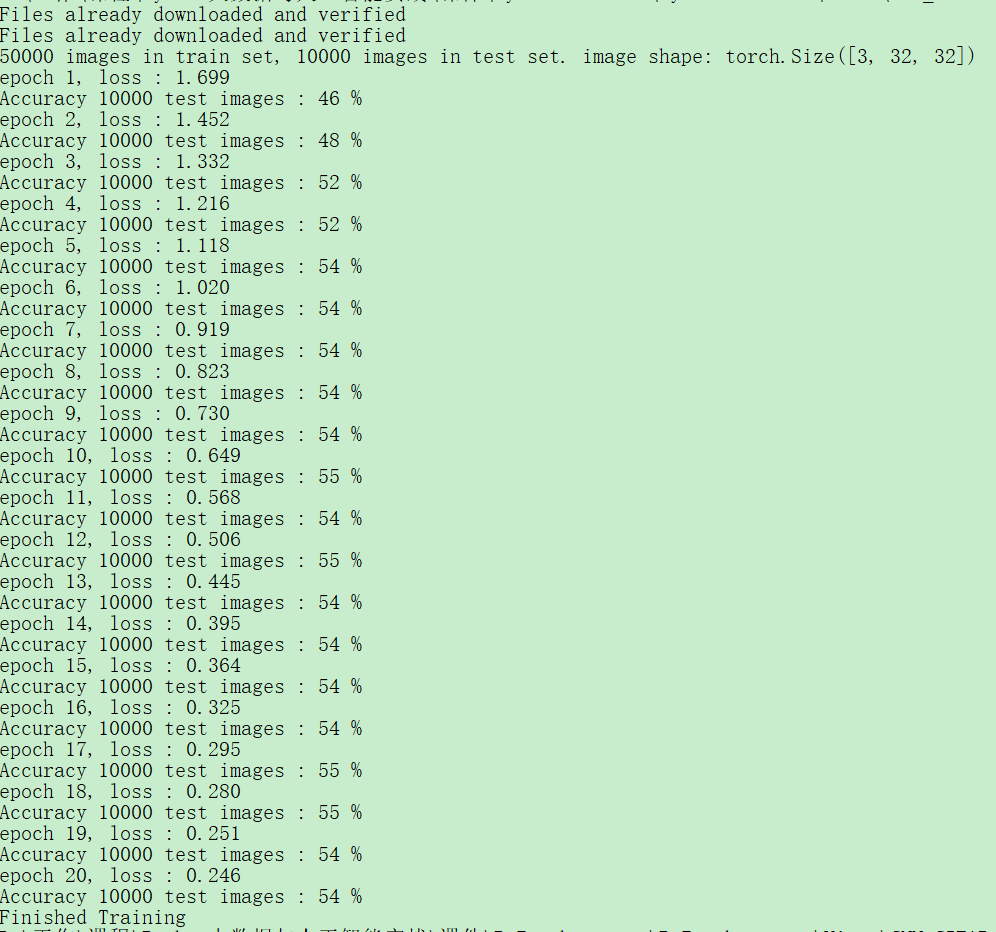 Files already downloaded and verified
Files already downloaded and verified
50000 images in train set, 10000 images in test set. image shape: torch.Size([3, 32, 32])
epoch 1, loss : 1.699
Accuracy 10000 test images : 46 %
epoch 2, loss : 1.452
Accuracy 10000 test images : 48 %
epoch 3, loss : 1.332
Accuracy 10000 test images : 52 %
epoch 4, loss : 1.216
Accuracy 10000 test images : 52 %
epoch 5, loss : 1.118
Accuracy 10000 test images : 54 %
epoch 6, loss : 1.020
Accuracy 10000 test images : 54 %
epoch 7, loss : 0.919
Accuracy 10000 test images : 54 %
epoch 8, loss : 0.823
Accuracy 10000 test images : 54 %
epoch 9, loss : 0.730
Accuracy 10000 test images : 54 %
epoch 10, loss : 0.649
Accuracy 10000 test images : 55 %
epoch 11, loss : 0.568
Accuracy 10000 test images : 54 %
epoch 12, loss : 0.506
Accuracy 10000 test images : 55 %
epoch 13, loss : 0.445
Accuracy 10000 test images : 54 %
epoch 14, loss : 0.395
Accuracy 10000 test images : 54 %
epoch 15, loss : 0.364
Accuracy 10000 test images : 54 %
epoch 16, loss : 0.325
Accuracy 10000 test images : 54 %
epoch 17, loss : 0.295
Accuracy 10000 test images : 55 %
epoch 18, loss : 0.280
Accuracy 10000 test images : 55 %
epoch 19, loss : 0.251
Accuracy 10000 test images : 54 %
epoch 20, loss : 0.246
Accuracy 10000 test images : 54 %
Finished Training